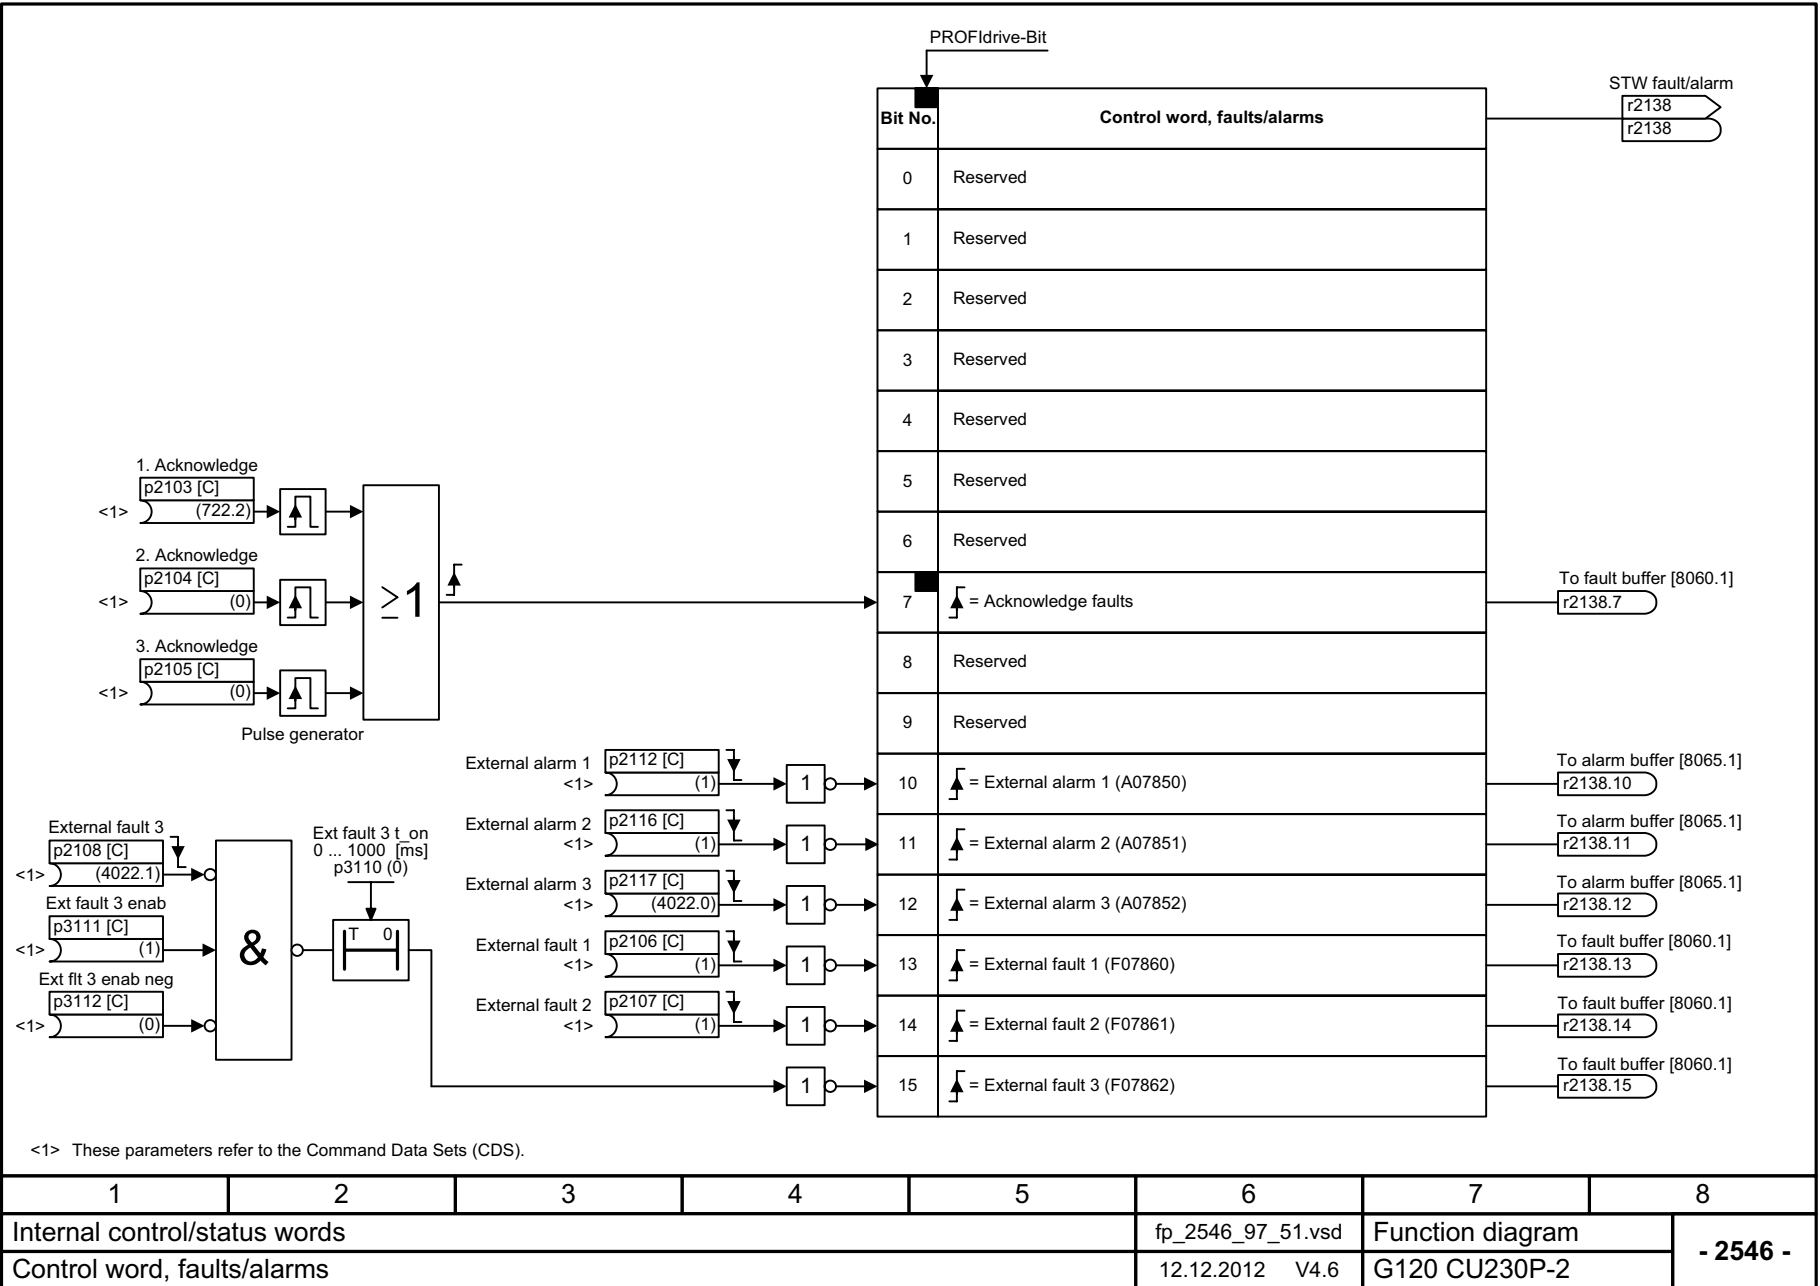 PROFIdrive-Bit
STW fault/alarm
r2138
r2138
Bit No. Control word, faults/alarms
0 Reserved
1 Reserved
2 Reserved
3 Reserved
4 Reserved
5 Reserved
6 Reserved
1. Acknowledge
p2103 [C]
<1> (722.2)
2. Acknowledge
p2104 [C]
<1> (0)
≥1
3. Acknowledge
p2105 [C]
<1> (0)
Pulse generator
7 = Acknowledge faults
To fault buffer [8060.1]
r2138.7
8 Reserved
9 Reserved
External alarm 1 p2112 [C]
<1> (1) 1 10 = External alarm 1 (A07850)
To alarm buffer [8065.1]
r2138.10
External alarm 2 p2116 [C]
<1> (1) 1 11 = External alarm 2 (A07851)
To alarm buffer [8065.1]
r2138.11
External alarm 3 p2117 [C]
<1> (4022.0) 1 12 = External alarm 3 (A07852)
To alarm buffer [8065.1]
r2138.12
External fault 1 p2106 [C]
<1> (1) 1 13 = External fault 1 (F07860)
To fault buffer [8060.1]
r2138.13
External fault 2 p2107 [C]
<1> (1) 1 14 = External fault 2 (F07861)
To fault buffer [8060.1]
r2138.14
1 15 = External fault 3 (F07862)
To fault buffer [8060.1]
r2138.15
External fault 3
p2108 [C]
<1> (4022.1)
Ext fault 3 enab
p3111 [C]
<1> (1)
Ext flt 3 enab neg
p3112 [C]
<1> (0)
&
Ext fault 3 t_on
0 ... 1000 [ms]
p3110 (0)
T 0
<1> These parameters refer to the Command Data Sets (CDS).
1 2 3 4 5 6 7 8
Internal control/status words fp_2546_97_51.vsd Function diagram
- 2546 -
Control word, faults/alarms 12.12.2012 V4.6 G120 CU230P-2